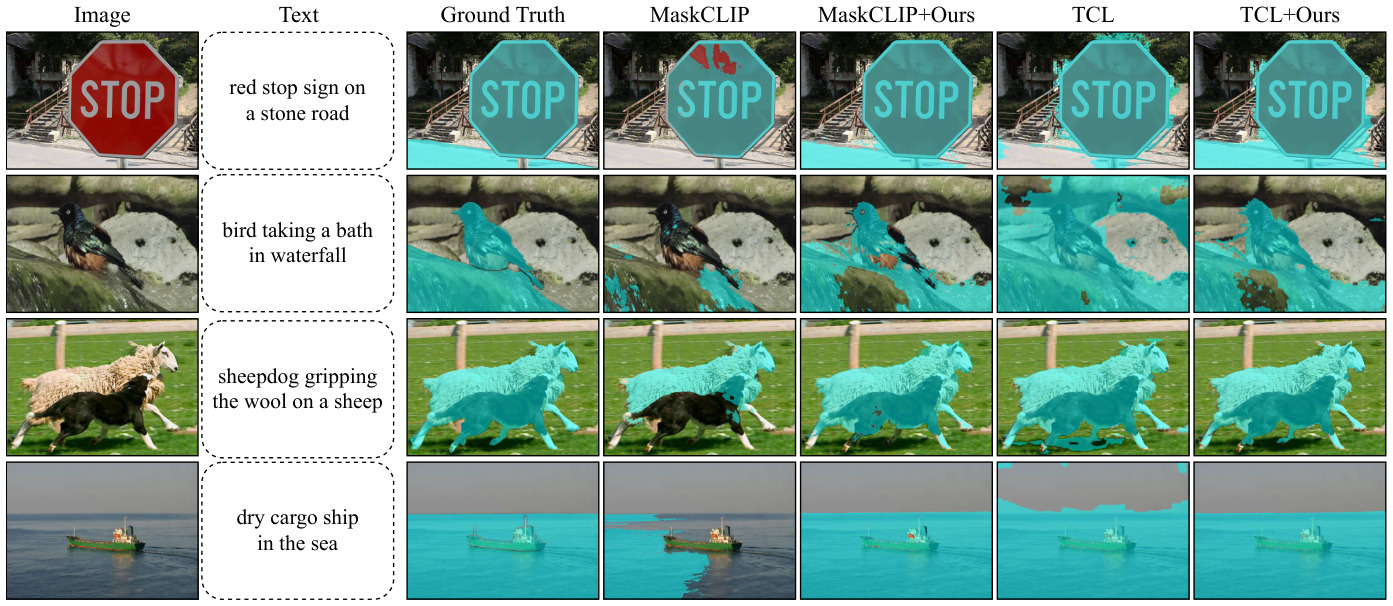 Image Text Ground Truth MaskCLIP MaskCLIP+Ours TCL TCL+Ours
STOP
red stop sign on
a stone road
STOP STOP STOP STOP STOP
bird taking a bath
in waterfall
sheepdog gripping
the wool on a sheep
dry cargo ship
in the sea